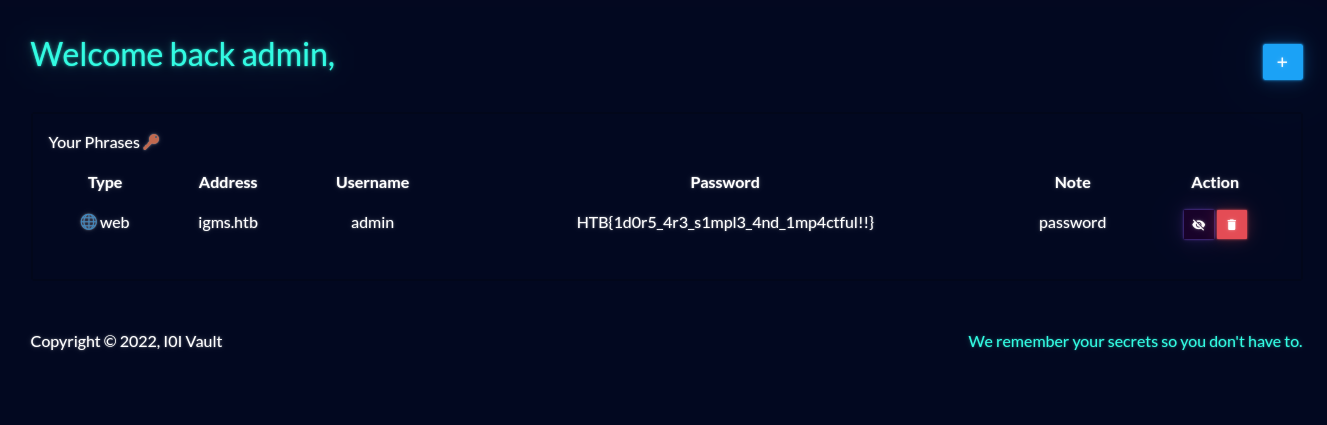 Welcome back admin,
+
Your Phrases
Type Address Username Password Note Action
web igms.htb admin HTB{1d0r5_4r3_s1mpl3_4nd_1mp4ctful!!} password
Copyright © 2022, I0I Vault We remember your secrets so you don't have to.